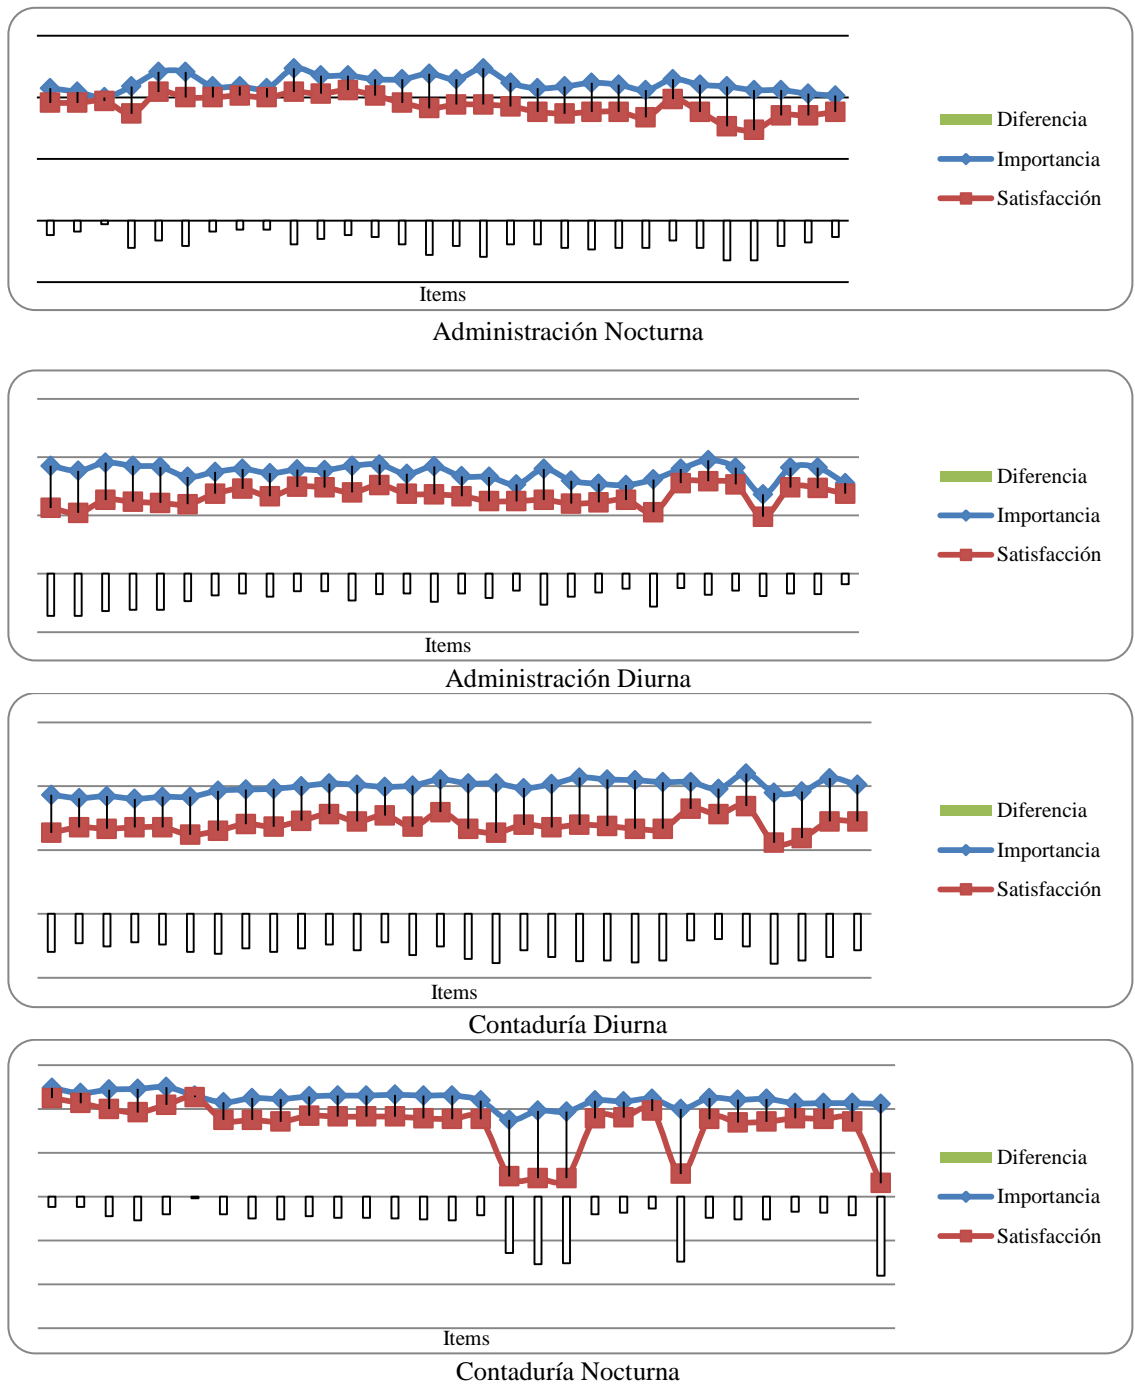 Diferencia
Importancia
Satisfacción
Items
Administración Nocturna
Diferencia
Importancia
Satisfacción
Items
Administración Diurna
Diferencia
Importancia
Satisfacción
Items
Contaduría Diurna
Diferencia
Importancia
Satisfacción
Items
Contaduría Nocturna